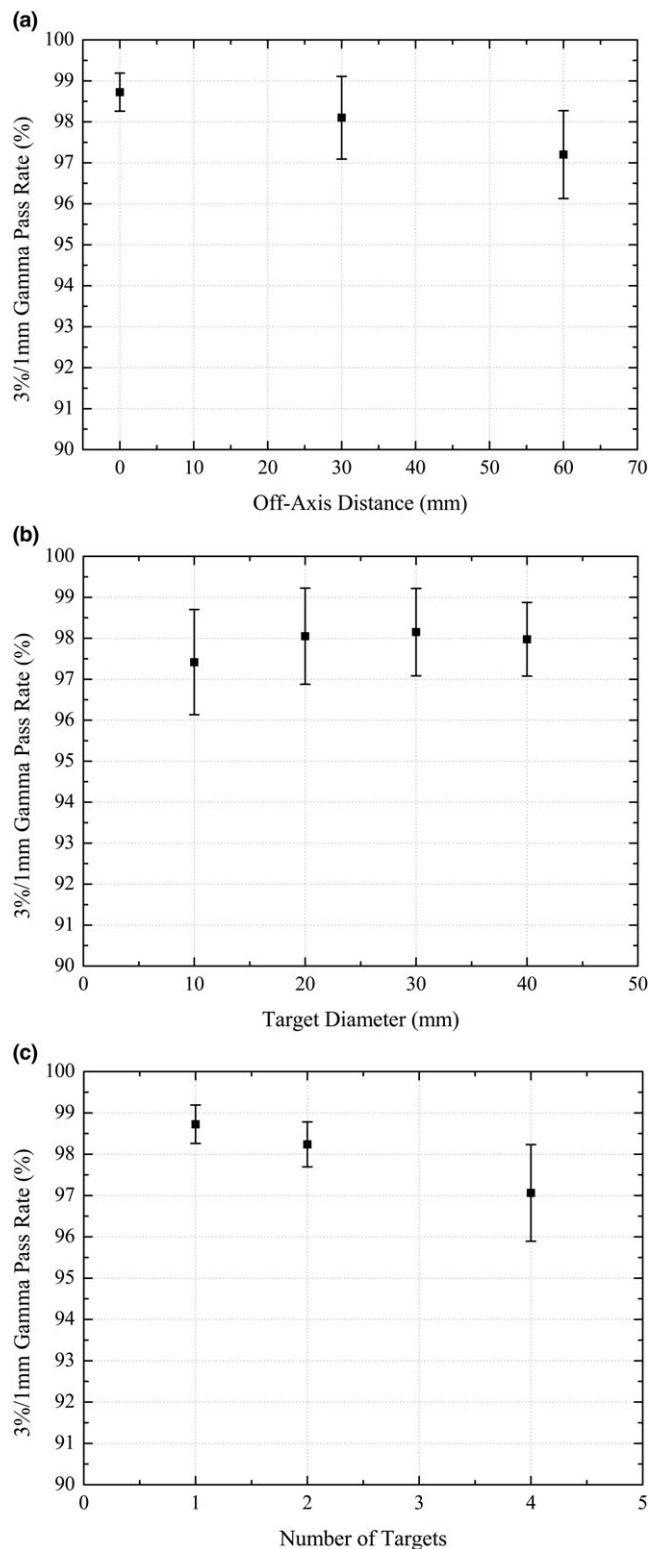 (a)
100
99
98
97
96
95
94
93
92
91
90
3%/1mm Gamma Pass Rate (%)
0 10 20 30 40 50 60 70
Off-Axis Distance (mm)
(b)
100
99
98
97
96
95
94
93
92
91
90
3%/1mm Gamma Pass Rate (%)
0 10 20 30 40 50
Target Diameter (mm)
(c)
100
99
98
97
96
95
94
93
92
91
90
3%/1mm Gamma Pass Rate (%)
0 1 2 3 4 5
Number of Targets